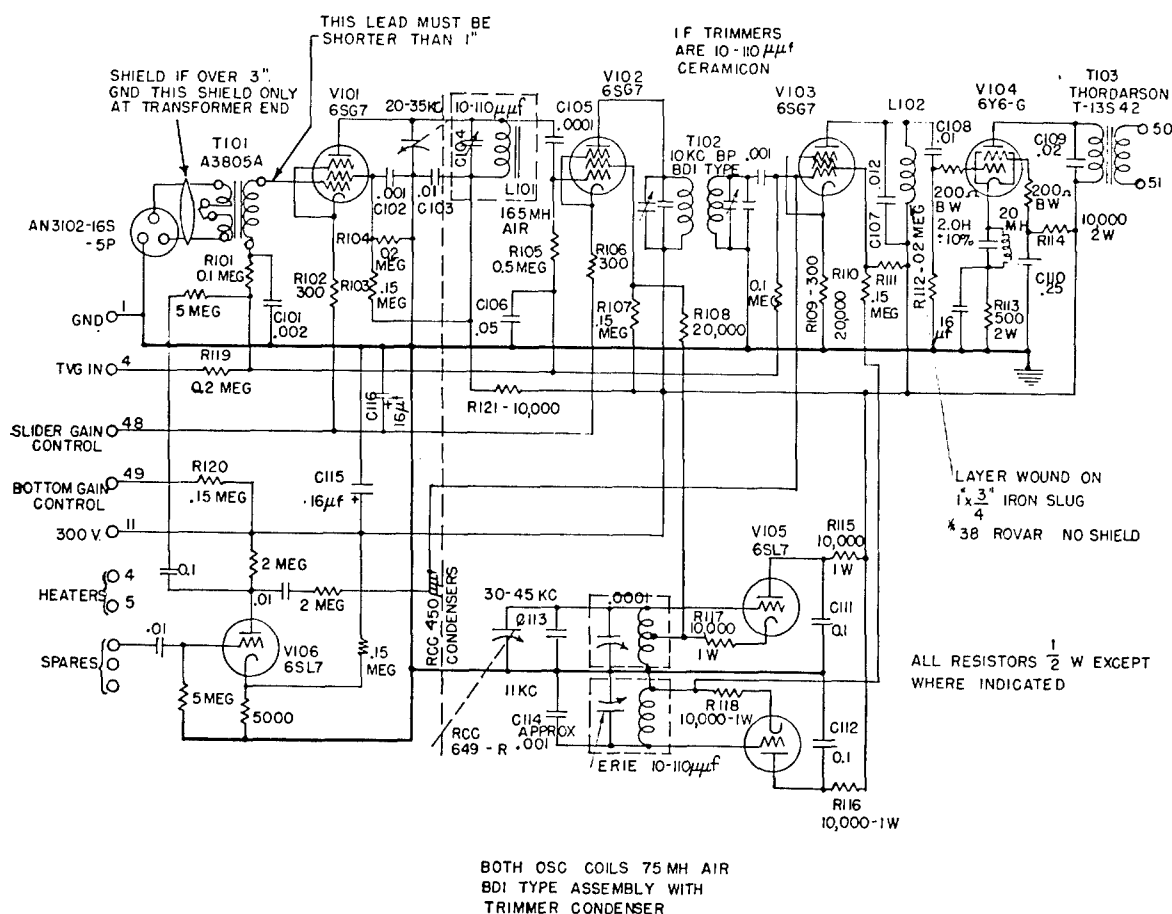 THIS LEAD MUST BE
SHORTER THAN 1"
SHIELD IF OVER 3".
GND THIS SHIELD ONLY
AT TRANSFORMER END
I F TRIMMERS
ARE 10-110 μμf
CERAMICON
V101
6SG7
20-35 KC
10-110 μμf
C104
L101
165 MH
AIR
C105
.0001
V102
6SG7
T102
10 KC BP
BDI TYPE
.001
V103
6SG7
L102
C108
.01
V104
6Y6-G
C109
.02
T103
THORDARSON
T-13S 42
50
51
T101
A3805A
AN3102-16S
-5P
.001
C102
.01
C103
R104
.02
MEG
R103
.15
MEG
R102
300
R101
0.1 MEG
5 MEG
C101
.002
R105
0.5 MEG
C106
.05
R106
300
R107
.15
MEG
R108
20,000
0.1
MEG
R109-300
R110
20,000
.012
C107
R111
.15
MEG
R112-.02 MEG
200Ω
BW
2.0H
±10%
20
MH
200Ω
BW
R114
10,000
2W
C110
.25
R113
500
2W
16
μf
GND
1
TVG IN
4
R119
0.2 MEG
C116
16μf
+
R121-10,000
SLIDER GAIN
CONTROL
48
BOTTOM GAIN
CONTROL
49
R120
.15 MEG
C115
.16μf +
300 V.
11
HEATERS
4
5
SPARES
0.1
2 MEG
.01
2 MEG
.01
V106
6SL7
5 MEG
5000
.15
MEG
RCC 450 μμf
CONDENSERS
30-45 KC
C113
.0001
11 KC
C114
APPROX
.001
RCC
649-R
ERIE 10-110μμf
R117
10,000
1W
R118
10,000-1W
V105
6SL7
R115
10,000
1W
C111
0.1
C112
0.1
R116
10,000-1W
LAYER WOUND ON
1" x 3/4" IRON SLUG
# 38 ROVAR NO SHIELD
ALL RESISTORS 1/2 W EXCEPT
WHERE INDICATED
BOTH OSC COILS 75 MH AIR
BDI TYPE ASSEMBLY WITH
TRIMMER CONDENSER